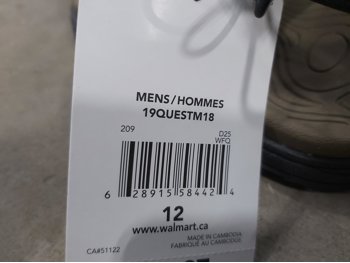 MENS/HOMMES
19QUESTM18
209
D25
WFQ
6 28915 58442 4
12
www.walmart.ca
MADE IN CAMBODIA
FABRIQUÉ AU CAMBODGE
CA#51122